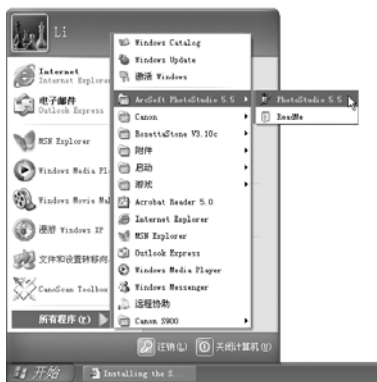 Li
Internet
Internet Explorer
电子邮件
Outlook Express
MSN Explorer
Windows Media Pl
Windows Movie Ma
漫游 Windows XP
文件和设置转移向
CanoScan Toolbox
所有程序(P)
Windows Catalog
Windows Update
激活 Windows
ArcSoft PhotoStudio 5.5
Canon
RosettaStone V3.10c
附件
启动
游戏
Acrobat Reader 5.0
Internet Explorer
MSN Explorer
Outlook Express
Windows Media Player
Windows Messenger
远程协助
Canon S900
PhotoStudio 5.5
ReadMe
注销(L)
关闭计算机(U)
开始
Installing the S...